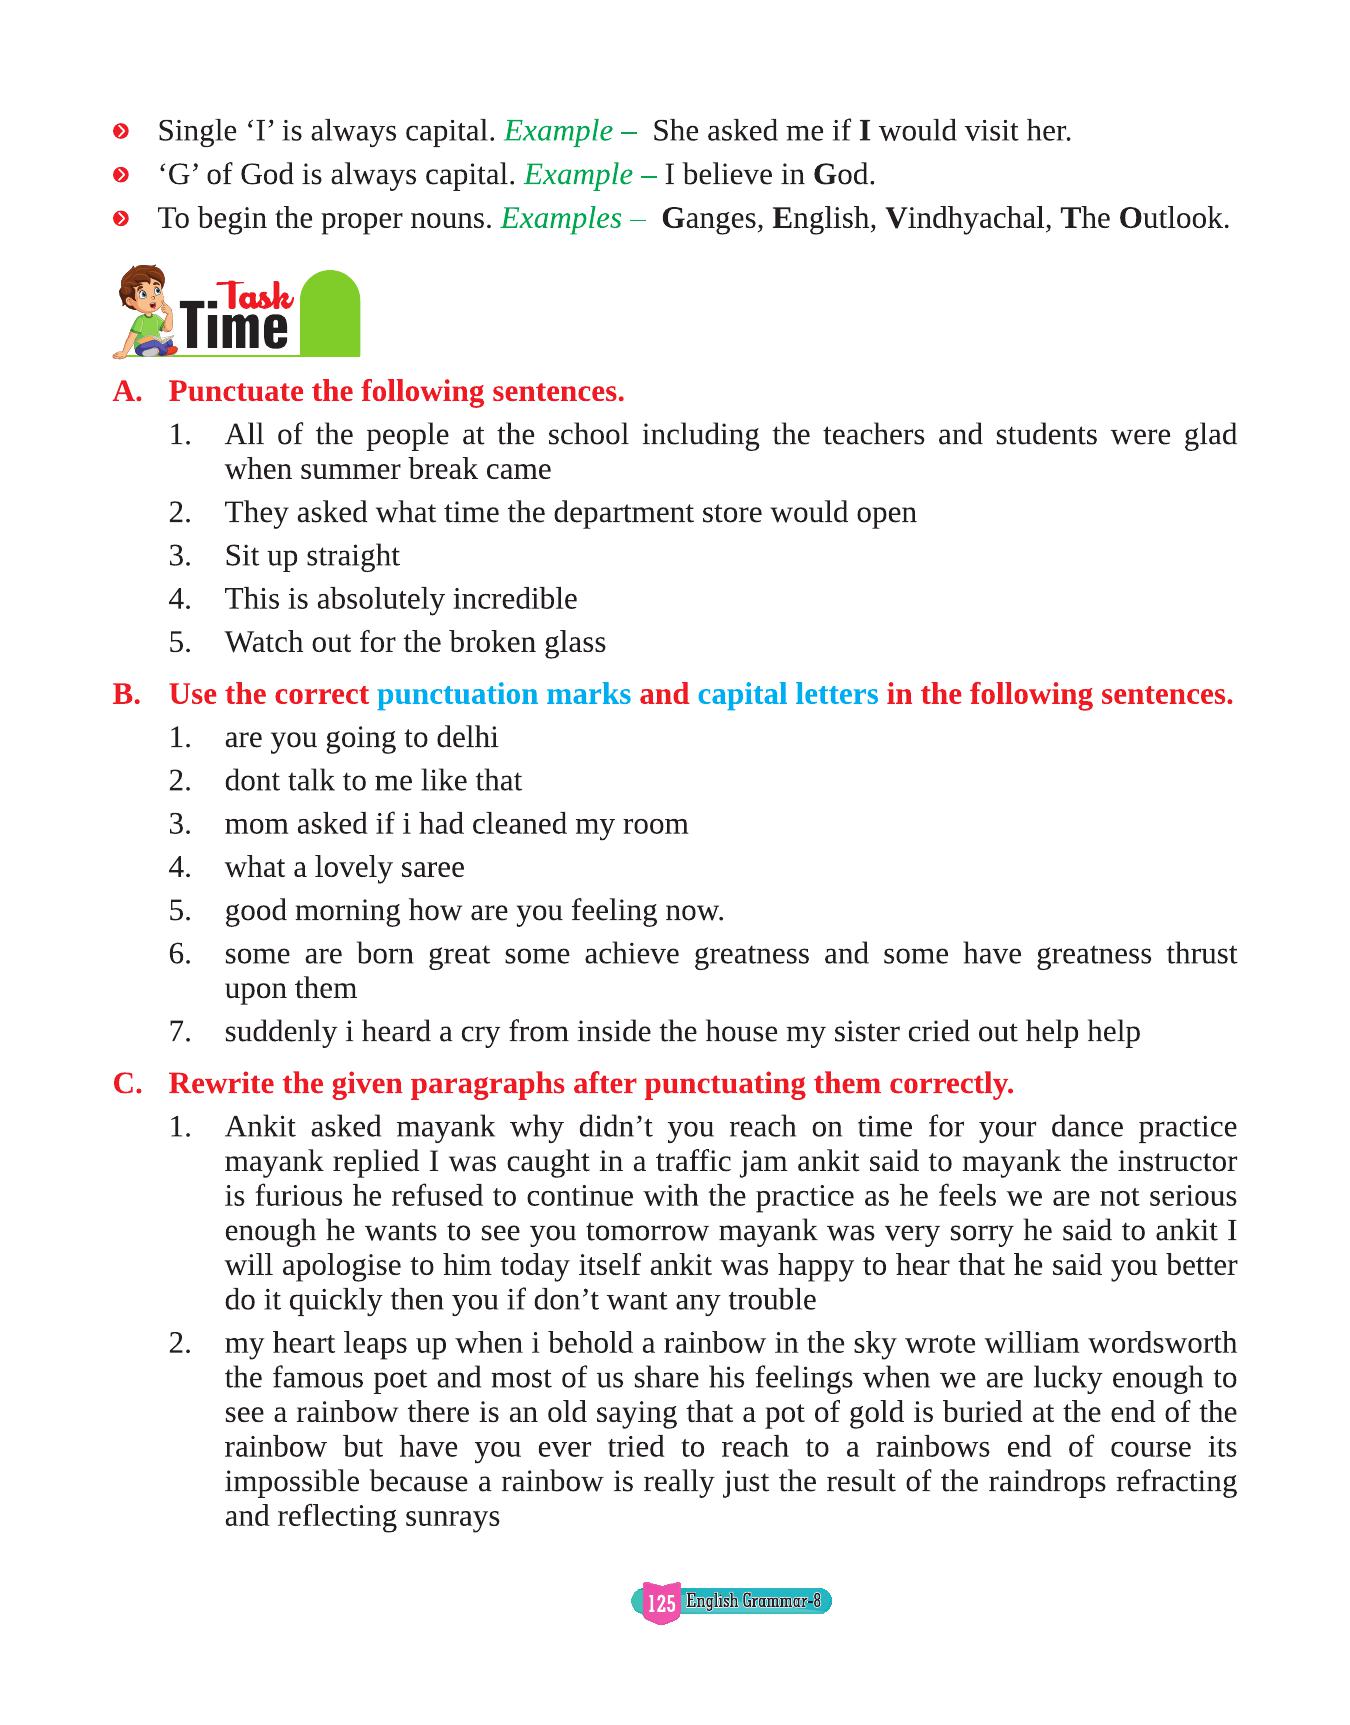 Single ‘I’ is always capital. Example – She asked me if I would visit her.
‘G’ of God is always capital. Example – I believe in God.
To begin the proper nouns. Examples – Ganges, English, Vindhyachal, The Outlook.
Task
Time
A. Punctuate the following sentences.
1. All of the people at the school including the teachers and students were glad
when summer break came
2. They asked what time the department store would open
3. Sit up straight
4. This is absolutely incredible
5. Watch out for the broken glass
B. Use the correct punctuation marks and capital letters in the following sentences.
1. are you going to delhi
2. dont talk to me like that
3. mom asked if i had cleaned my room
4. what a lovely saree
5. good morning how are you feeling now.
6. some are born great some achieve greatness and some have greatness thrust
upon them
7. suddenly i heard a cry from inside the house my sister cried out help help
C. Rewrite the given paragraphs after punctuating them correctly.
1. Ankit asked mayank why didn’t you reach on time for your dance practice
mayank replied I was caught in a traffic jam ankit said to mayank the instructor
is furious he refused to continue with the practice as he feels we are not serious
enough he wants to see you tomorrow mayank was very sorry he said to ankit I
will apologise to him today itself ankit was happy to hear that he said you better
do it quickly then you if don’t want any trouble
2. my heart leaps up when i behold a rainbow in the sky wrote william wordsworth
the famous poet and most of us share his feelings when we are lucky enough to
see a rainbow there is an old saying that a pot of gold is buried at the end of the
rainbow but have you ever tried to reach to a rainbows end of course its
impossible because a rainbow is really just the result of the raindrops refracting
and reflecting sunrays
125 English Grammar-8